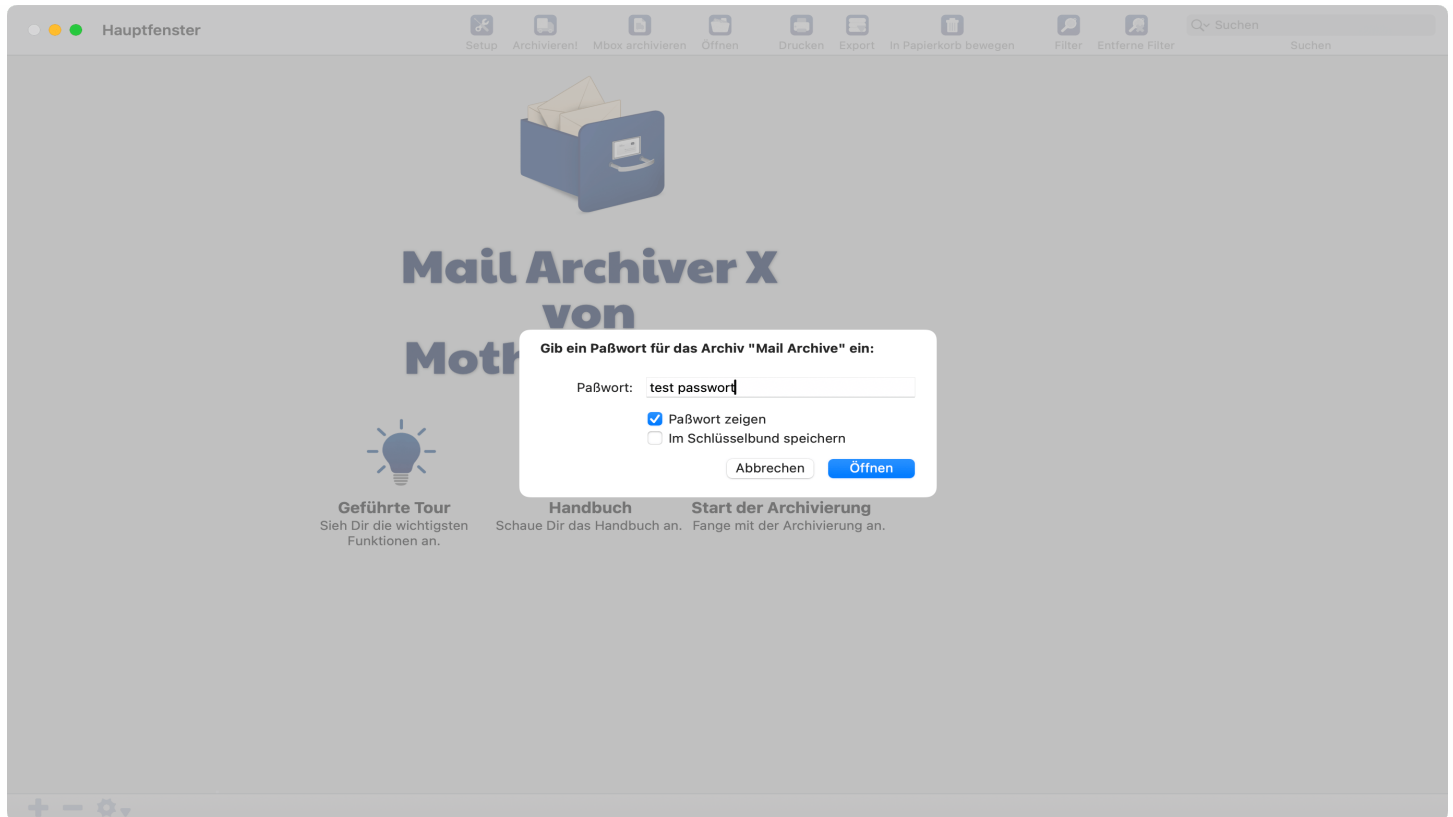 Hauptfenster
Setup
Archivieren!
Mbox archivieren
Öffnen
Drucken
Export
In Papierkorb bewegen
Filter
Entferne Filter
Suchen
Suchen
Mail Archiver X
von
Moth
Gib ein Paßwort für das Archiv "Mail Archive" ein:
Paßwort: test passwort
Paßwort zeigen
Im Schlüsselbund speichern
Abbrechen
Öffnen
Geführte Tour
Sieh Dir die wichtigsten
Funktionen an.
Handbuch
Schaue Dir das Handbuch an.
Start der Archivierung
Fange mit der Archivierung an.